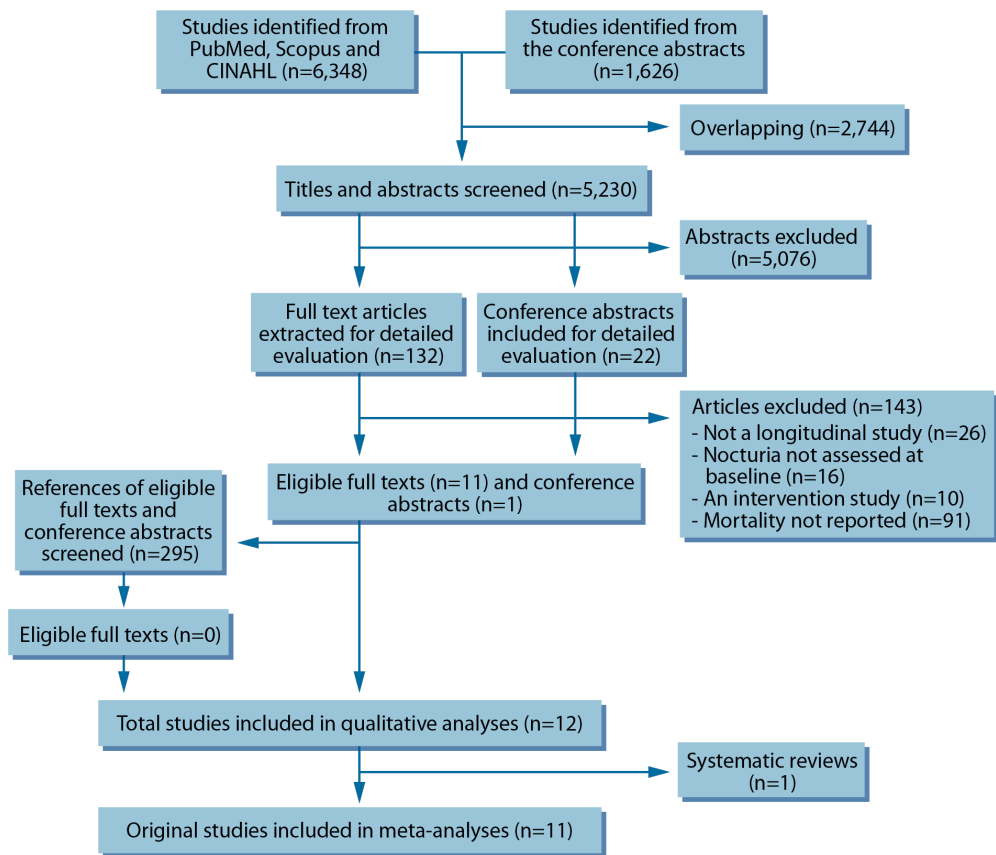 Studies identified from
PubMed, Scopus and
CINAHL (n=6,348)
Studies identified from
the conference abstracts
(n=1,626)
Overlapping (n=2,744)
Titles and abstracts screened (n=5,230)
Abstracts excluded
(n=5,076)
Full text articles
extracted for detailed
evaluation (n=132)
Conference abstracts
included for detailed
evaluation (n=22)
Articles excluded (n=143)
- Not a longitudinal study (n=26)
- Nocturia not assessed at
baseline (n=16)
- An intervention study (n=10)
- Mortality not reported (n=91)
Eligible full texts (n=11) and conference
abstracts (n=1)
References of eligible
full texts and
conference abstracts
screened (n=295)
Eligible full texts (n=0)
Total studies included in qualitative analyses (n=12)
Systematic reviews
(n=1)
Original studies included in meta-analyses (n=11)